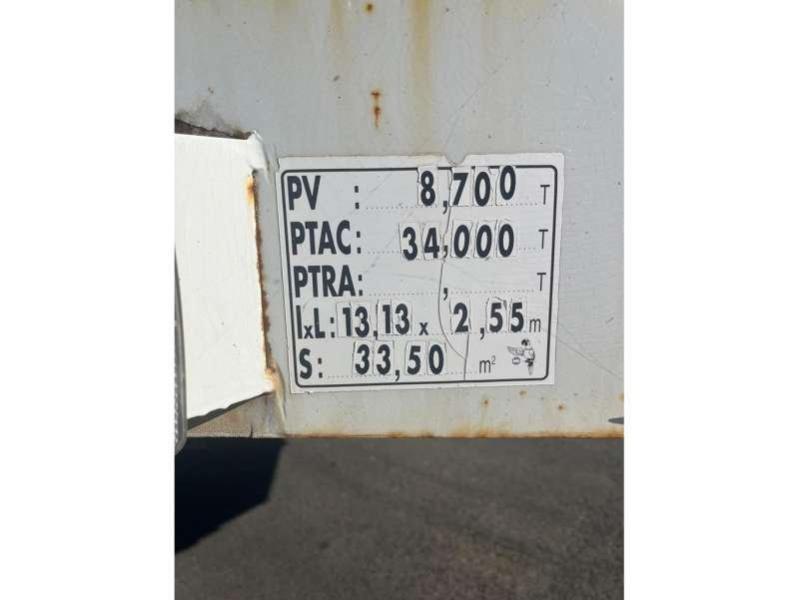 PV : 8,700 T
PTAC: 34,000 T
PTRA: , T
lxL: 13,13 x 2,55 m
S: 33,50 m²